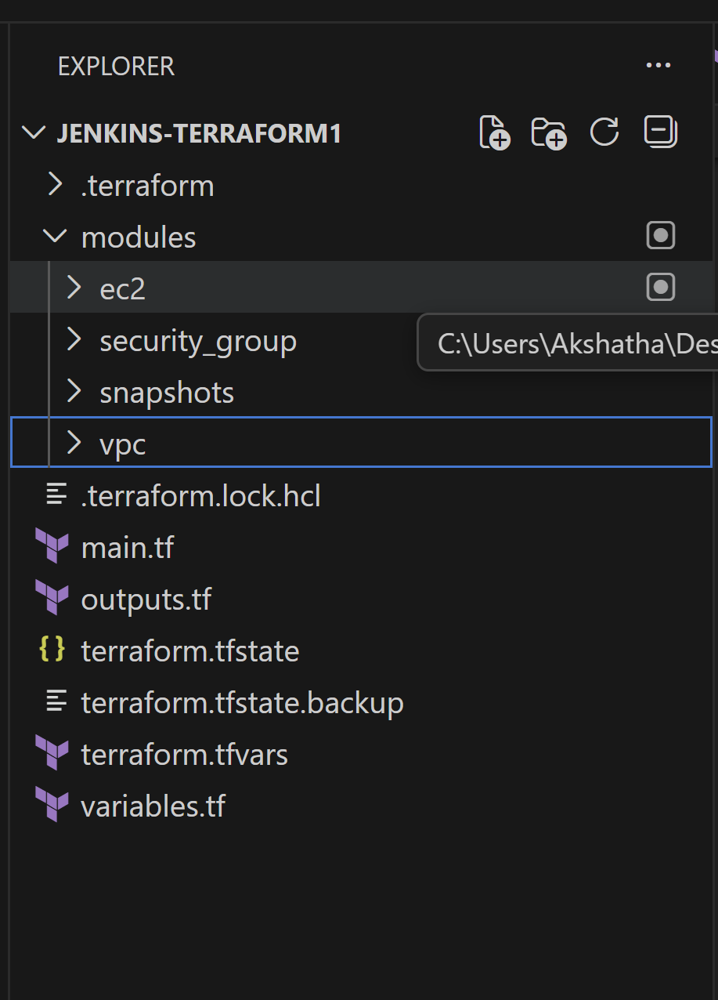 EXPLORER
JENKINS-TERRAFORM1
.terraform
modules
ec2
security_group
C:\Users\Akshatha\Des
snapshots
vpc
.terraform.lock.hcl
main.tf
outputs.tf
terraform.tfstate
terraform.tfstate.backup
terraform.tfvars
variables.tf